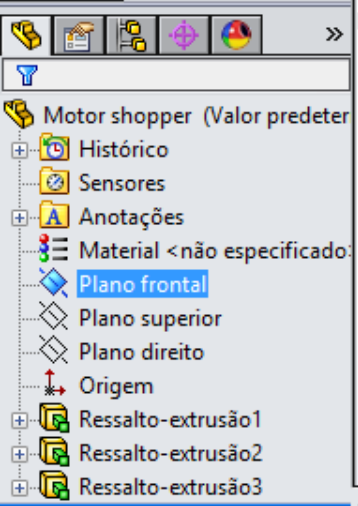 »
Motor shopper (Valor predeter
Histórico
Sensores
A Anotações
Material <não especificado>
Plano frontal
Plano superior
Plano direito
Origem
Ressalto-extrusão1
Ressalto-extrusão2
Ressalto-extrusão3